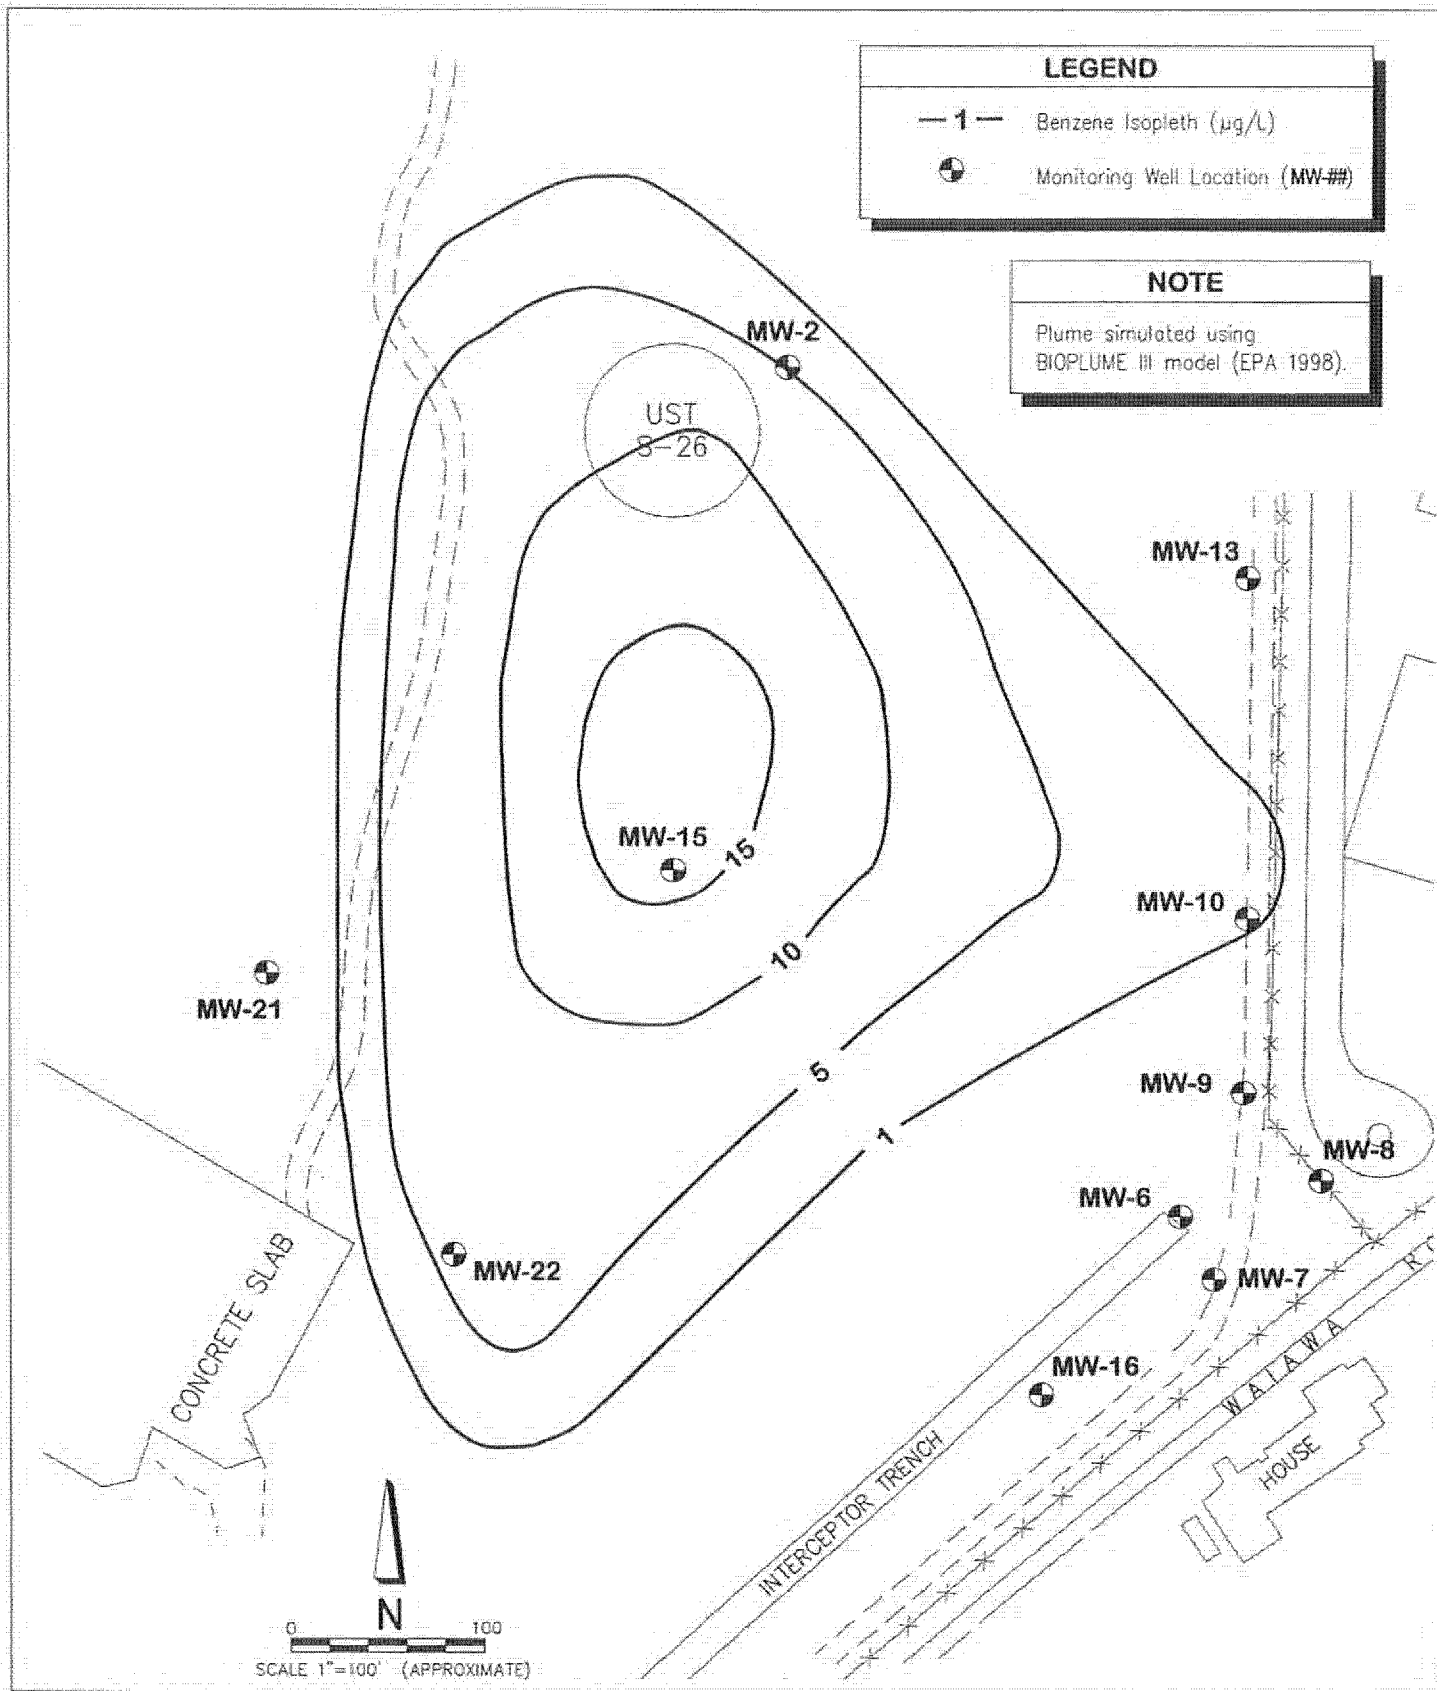 LEGEND
— 1 — Benzene Isopleth (µg/L)
Monitoring Well Location (MW-##)
NOTE
Plume simulated using
BIOPLUME III model (EPA 1998).
MW-2
UST
S-26
MW-13
MW-15
15
MW-10
10
MW-21
5
MW-9
1
MW-8
MW-6
MW-22
MW-7
CONCRETE SLAB
MW-16
WAIAWA
HOUSE
INTERCEPTOR TRENCH
N
0 100
SCALE 1"=100' (APPROXIMATE)